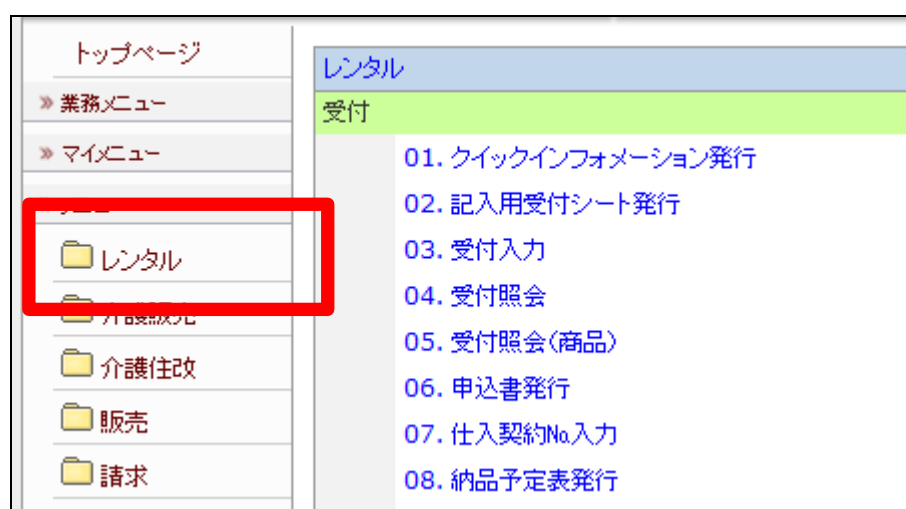 トップページ
» 業務メニュー
» マイメニュー
レンタル
介護販売
介護住改
販売
請求
レンタル
受付
01. クイックインフォメーション発行
02. 記入用受付シート発行
03. 受付入力
04. 受付照会
05. 受付照会(商品)
06. 申込書発行
07. 仕入契約No入力
08. 納品予定表発行